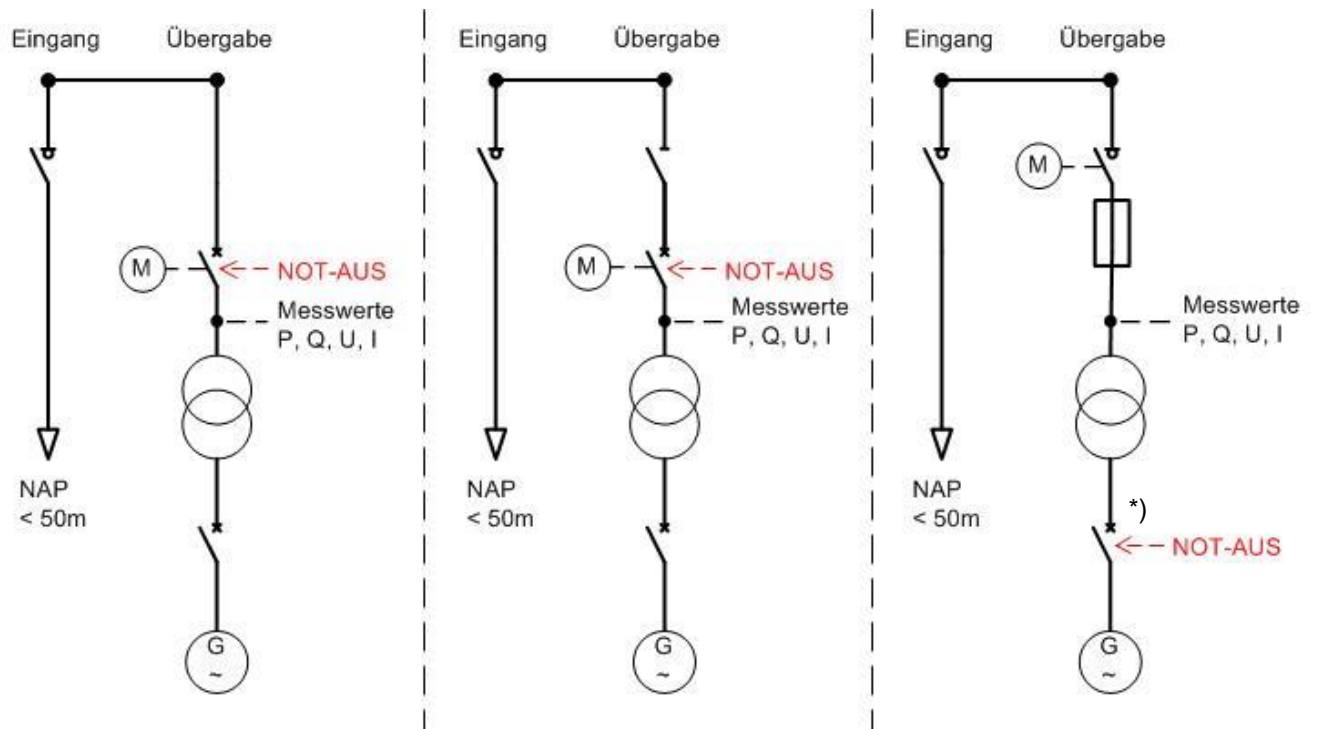 Eingang Übergabe
M
NOT-AUS
Messwerte
P, Q, U, I
NAP
< 50m
G
~
Eingang Übergabe
M
NOT-AUS
Messwerte
P, Q, U, I
NAP
< 50m
G
~
Eingang Übergabe
M
Messwerte
P, Q, U, I
NAP
< 50m
*)
NOT-AUS
G
~